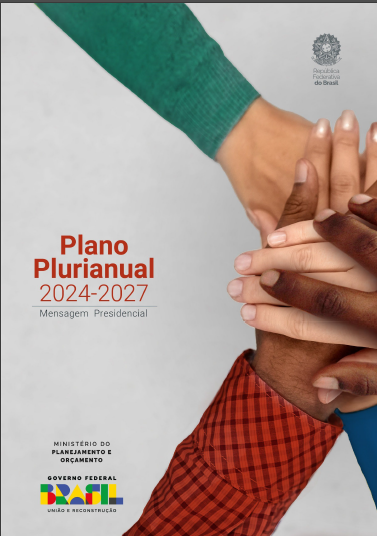 República
Federativa
do Brasil
Plano
Plurianual
2024-2027
Mensagem Presidencial
MINISTÉRIO DO
PLANEJAMENTO E
ORÇAMENTO
GOVERNO FEDERAL
BRASIL
UNIÃO E RECONSTRUÇÃO